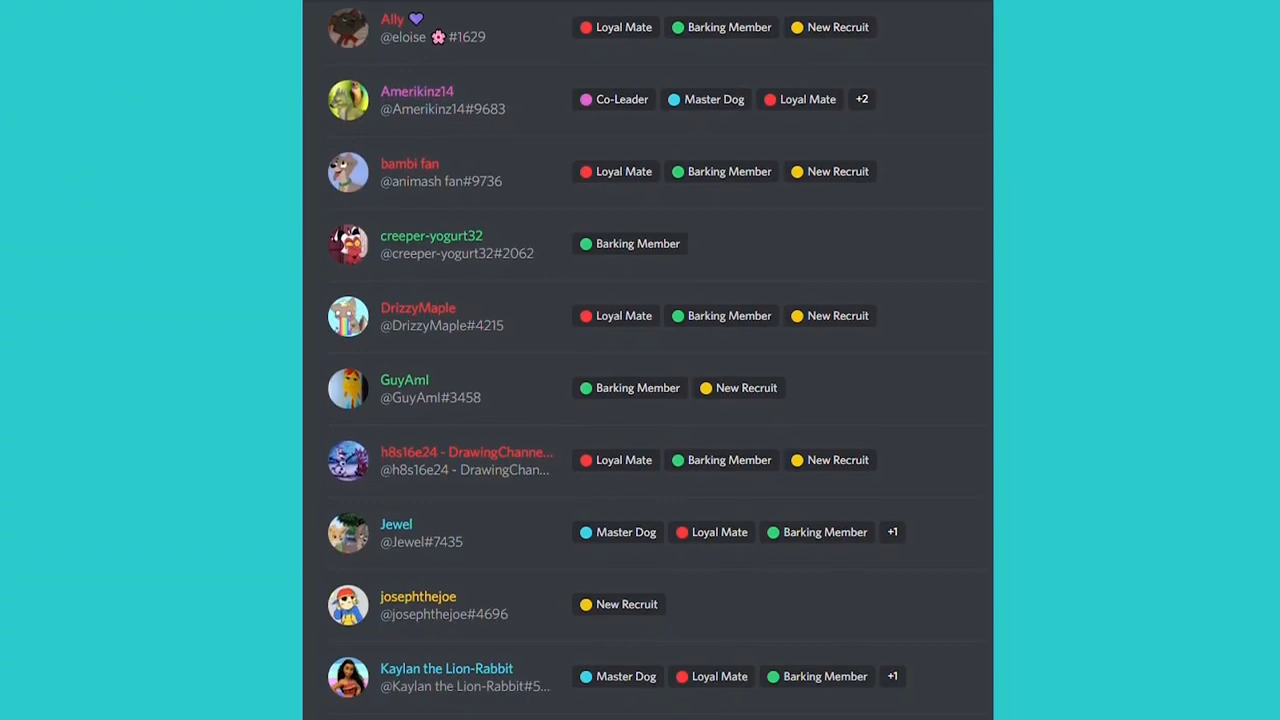 Ally 💜
@eloise 🌸 #1629
Loyal Mate Barking Member New Recruit
Amerikinz14
@Amerikinz14#9683
Co-Leader Master Dog Loyal Mate +2
bambi fan
@animash fan#9736
Loyal Mate Barking Member New Recruit
creeper-yogurt32
@creeper-yogurt32#2062
Barking Member
DrizzyMaple
@DrizzyMaple#4215
Loyal Mate Barking Member New Recruit
GuyAml
@GuyAml#3458
Barking Member New Recruit
h8s16e24 - DrawingChanne...
@h8s16e24 - DrawingChan...
Loyal Mate Barking Member New Recruit
Jewel
@Jewel#7435
Master Dog Loyal Mate Barking Member +1
josephthejoe
@josephthejoe#4696
New Recruit
Kaylan the Lion-Rabbit
@Kaylan the Lion-Rabbit#5...
Master Dog Loyal Mate Barking Member +1